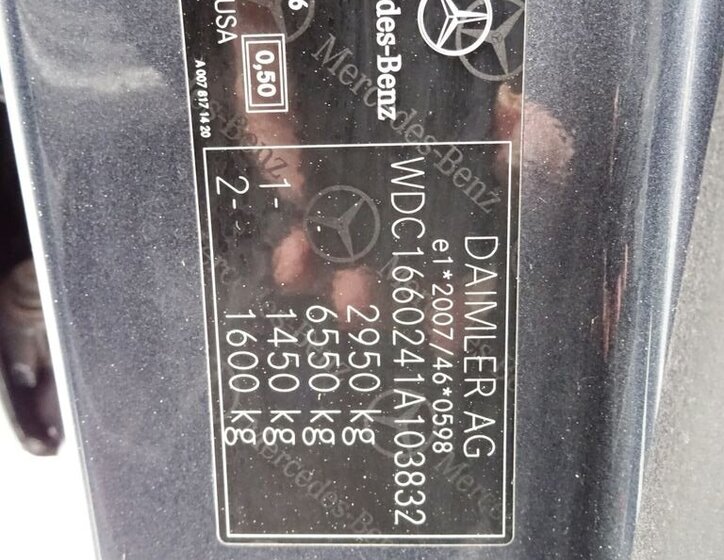 Mercedes-Benz
DAIMLER AG
e1*2007/46*0598
WDC1660241A103832
2950 kg
6550 kg
1- 1450 kg
2- 1600 kg
0,50
USA
A 007 817 14 20